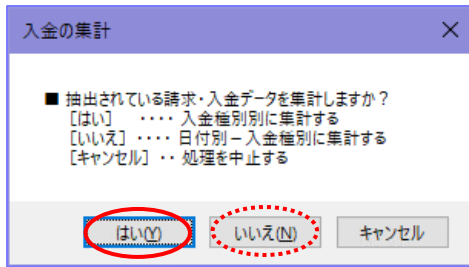 入金の集計
■ 抽出されている請求・入金データを集計しますか？
［はい］ ････ 入金種別別に集計する
［いいえ］ ････ 日付別－入金種別に集計する
［キャンセル］ ･･ 処理を中止する
はい(Y) いいえ(N) キャンセル